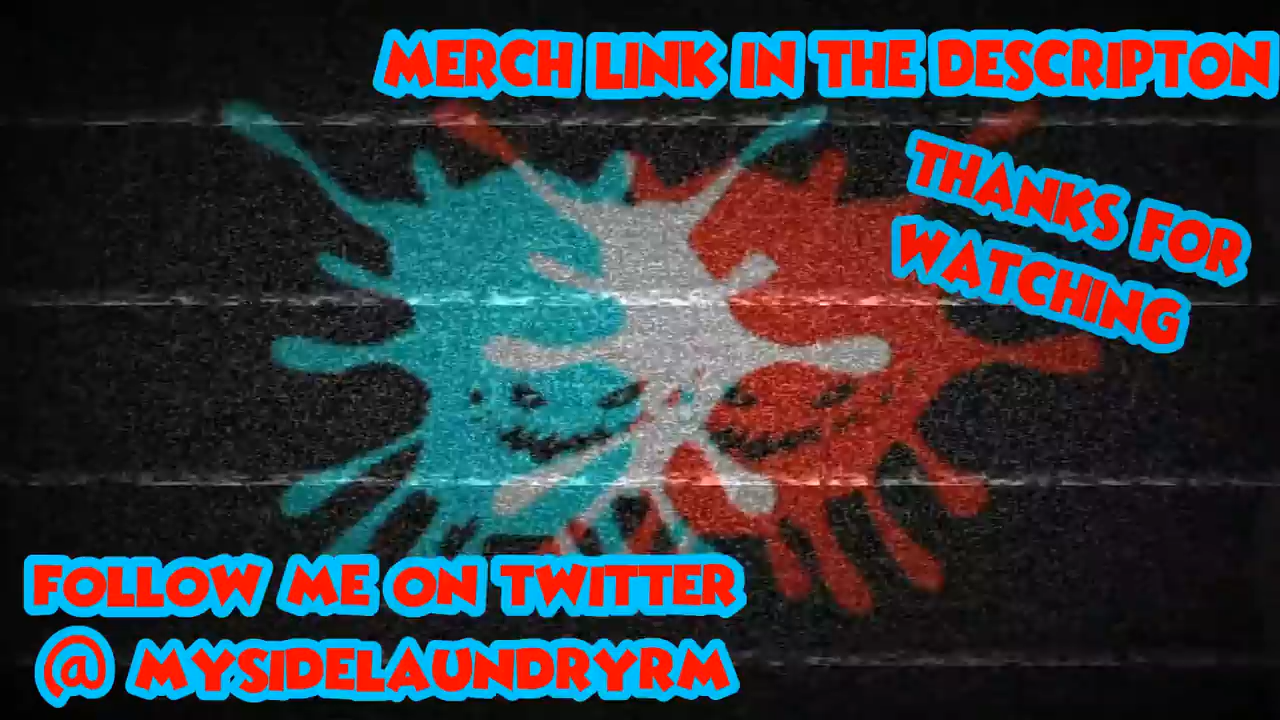 MERCH LINK IN THE DESCRIPTON
THANKS FOR
WATCHING
FOLLOW ME ON TWITTER
@ MYSIDELAUNDRYRM